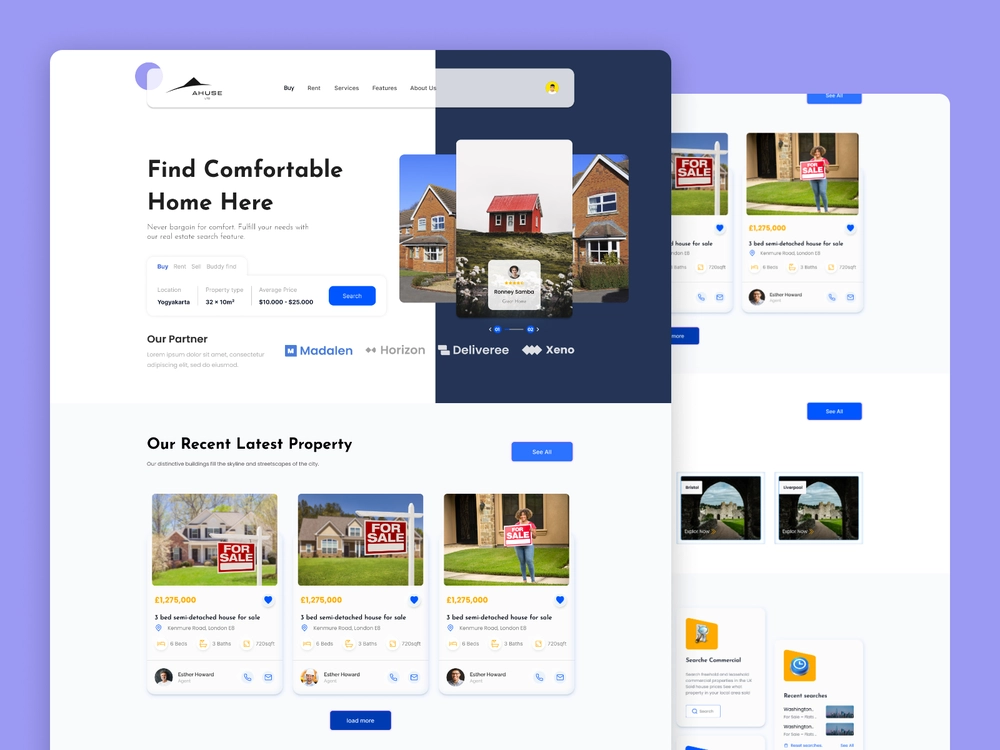 AHUSE
Buy Rent Services Features About Us
Find Comfortable
Home Here
Never bargain for comfort. Fulfill your needs with
our real estate search feature.
Buy Rent Sel Buddy find
Location Property type Average Price
Yogyakarta 32 × 10m² $10.000 - $25.000
Search
Ronney Samba
01 02
Our Partner
Lorem ipsum dolor sit amet, consectetur
adipiscing elit, sed do eiusmod.
Madalen Horizon Deliveree Xeno
Our Recent Latest Property
Our distinctive buildings fill the skyline and streetscapes of the city.
See All
FOR
SALE
FOR
SALE
FOR
SALE
£1,275,000 £1,275,000 £1,275,000
3 bed semi-detached house for sale 3 bed semi-detached house for sale 3 bed semi-detached house for sale
Kenmure Road, London E8 Kenmure Road, London E8 Kenmure Road, London E8
6 Beds 3 Baths 720sqft 6 Beds 3 Baths 720sqft 6 Beds 3 Baths 720sqft
Esther Howard Esther Howard Esther Howard
Agent Agent Agent
load more
See All
FOR
SALE
FOR
SALE
£1,275,000
d house for sale 3 bed semi-detached house for sale
London E8 Kenmure Road, London E8
Baths 720sqft 6 Beds 3 Baths 720sqft
Esther Howard
Agent
more
See All
Bristol Liverpool
Explor Now Explor Now
Searche Commercial
Search freehold and leasehold
commercial properties in the UK
Sold house prices See what
property in your local area sold
Search
Recent searches
Washington..
For Sale
Washington..
For Sale
Reset searches See All